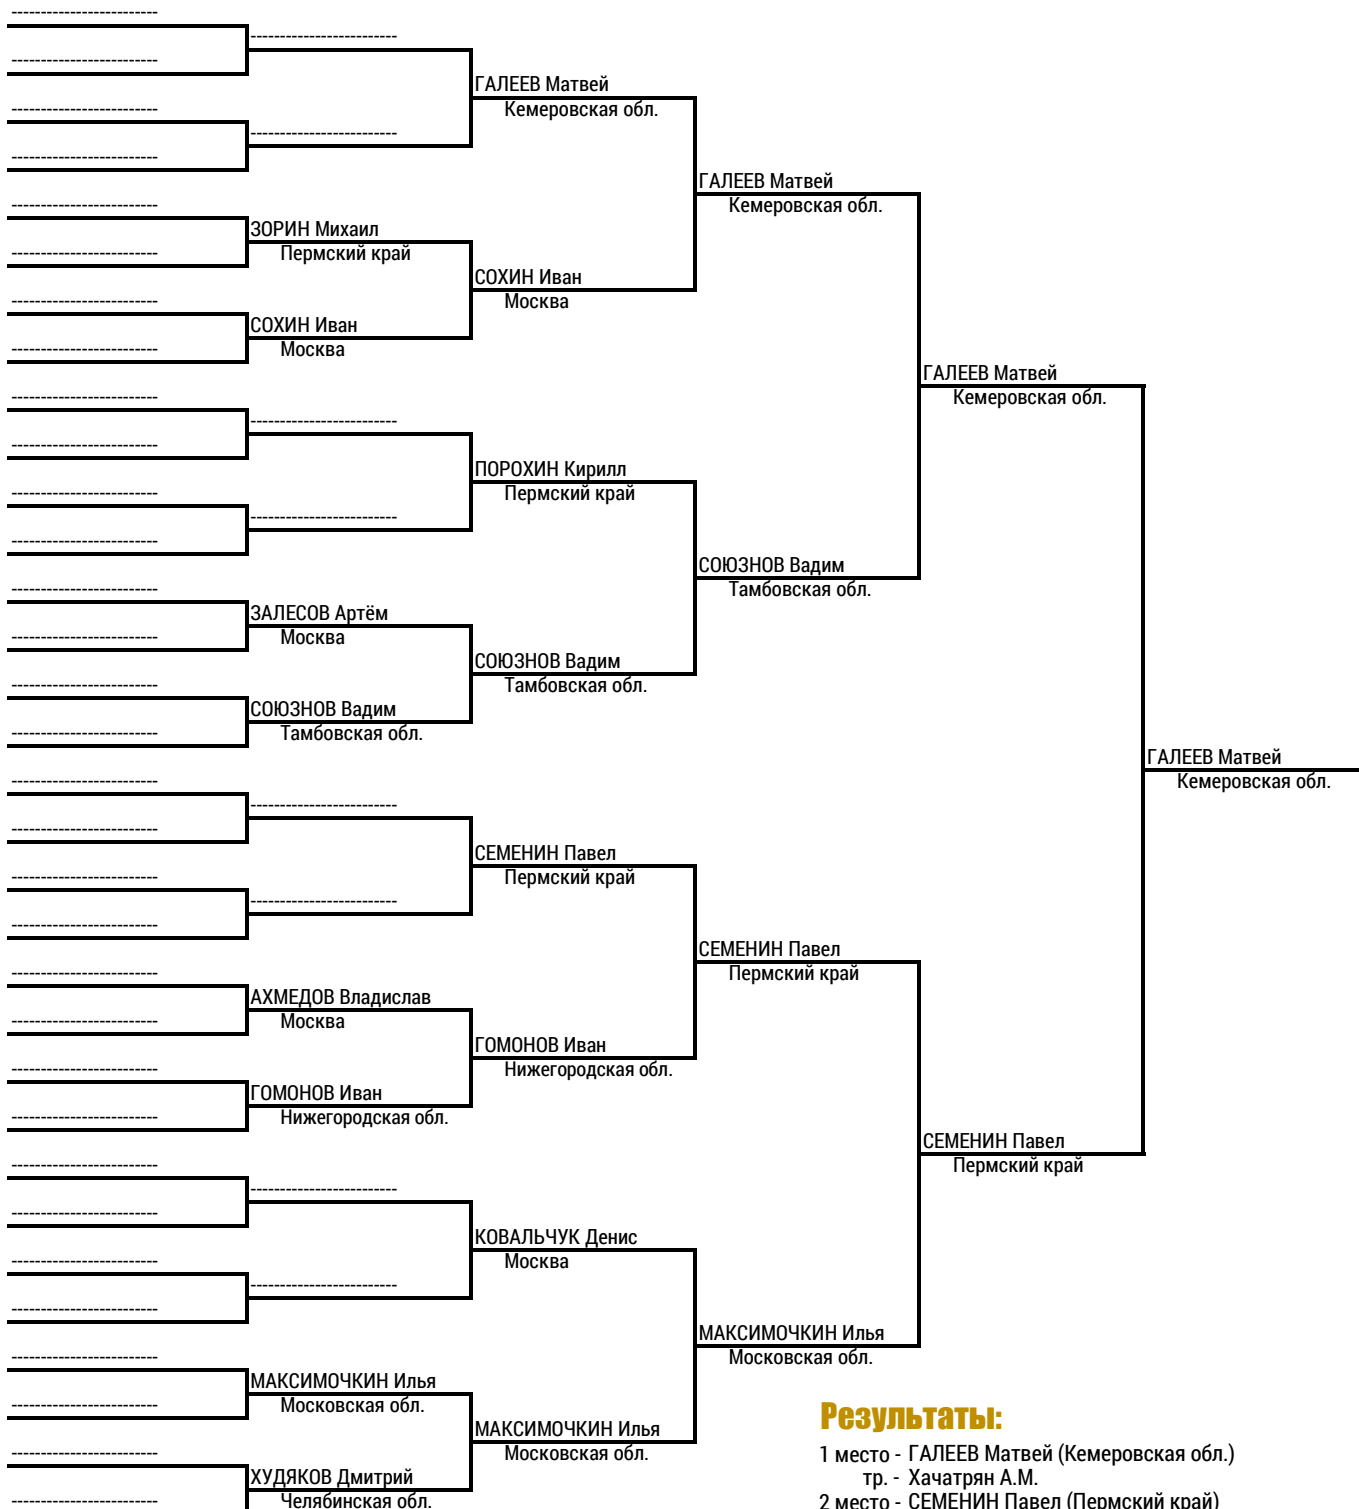 ЗОРИН Михаил
Пермский край
СОХИН Иван
Москва
ЗАЛЕСОВ Артём
Москва
СОЮЗНОВ Вадим
Тамбовская обл.
АХМЕДОВ Владислав
Москва
ГОМОНОВ Иван
Нижегородская обл.
МАКСИМОЧКИН Илья
Московская обл.
ХУДЯКОВ Дмитрий
Челябинская обл.
ГАЛЕЕВ Матвей
Кемеровская обл.
СОХИН Иван
Москва
ПОРОХИН Кирилл
Пермский край
СОЮЗНОВ Вадим
Тамбовская обл.
СЕМЕНИН Павел
Пермский край
ГОМОНОВ Иван
Нижегородская обл.
КОВАЛЬЧУК Денис
Москва
МАКСИМОЧКИН Илья
Московская обл.
ГАЛЕЕВ Матвей
Кемеровская обл.
СОЮЗНОВ Вадим
Тамбовская обл.
СЕМЕНИН Павел
Пермский край
МАКСИМОЧКИН Илья
Московская обл.
ГАЛЕЕВ Матвей
Кемеровская обл.
СЕМЕНИН Павел
Пермский край
ГАЛЕЕВ Матвей
Кемеровская обл.
Результаты:
1 место - ГАЛЕЕВ Матвей (Кемеровская обл.)
тр. - Хачатрян А.М.
2 место - СЕМЕНИН Павел (Пермский край)